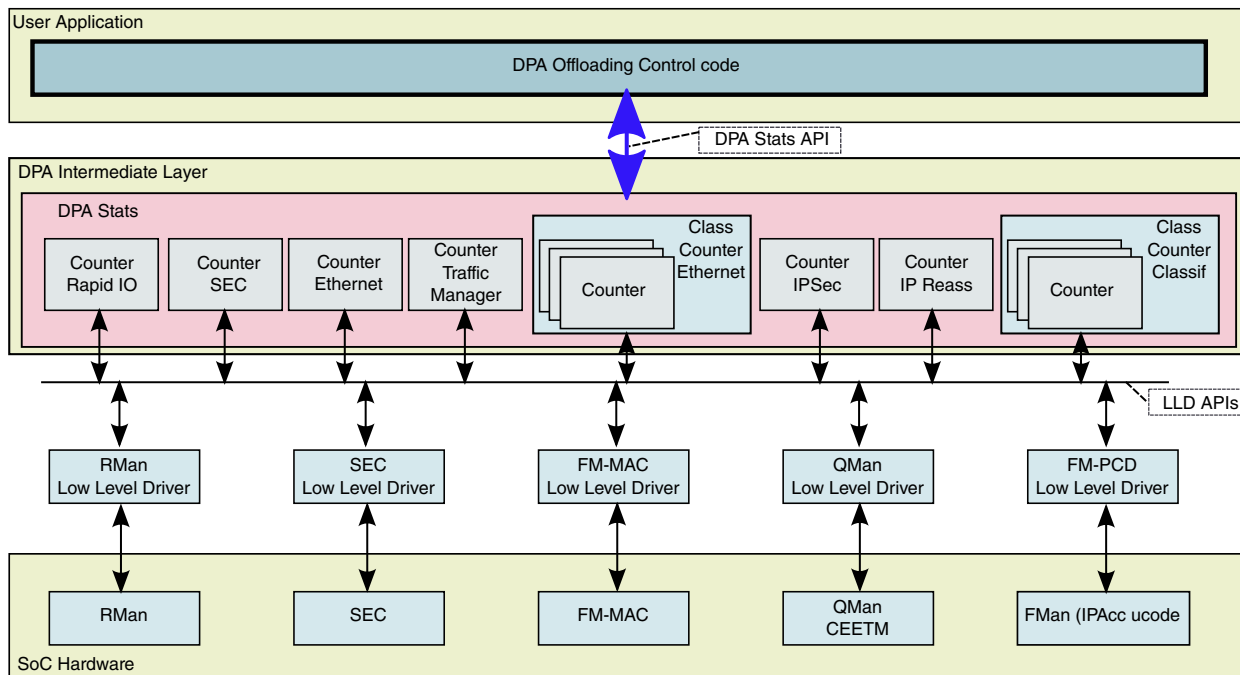 User Application
DPA Offloading Control code
DPA Stats API
DPA Intermediate Layer
DPA Stats
Counter
Rapid IO
Counter
SEC
Counter
Ethernet
Counter
Traffic
Manager
Class
Counter
Ethernet
Counter
Counter
IPSec
Counter
IP Reass
Class
Counter
Classif
Counter
LLD APIs
RMan
Low Level Driver
SEC
Low Level Driver
FM-MAC
Low Level Driver
QMan
Low Level Driver
FM-PCD
Low Level Driver
RMan
SEC
FM-MAC
QMan
CEETM
FMan (IPAcc ucode
SoC Hardware